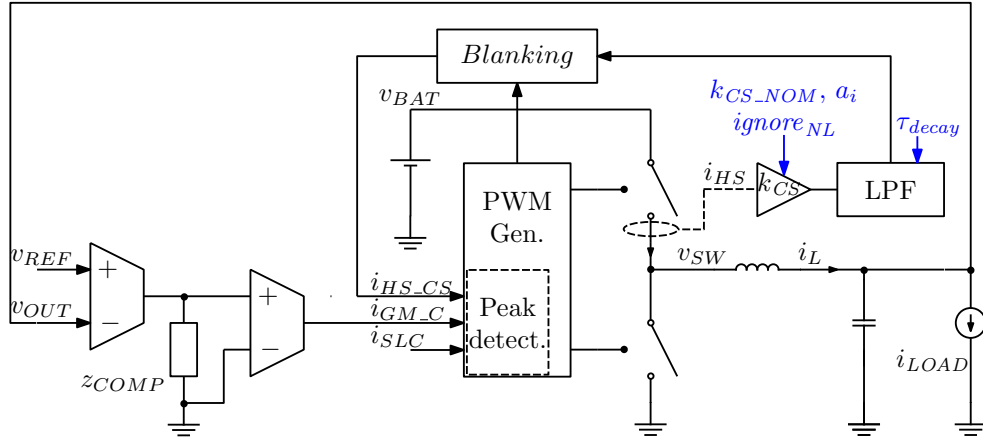 Blanking
v_BAT
k_CS_NOM, a_i
ignore_NL
τ_decay
i_HS
k_CS
LPF
PWM
Gen.
v_REF
+
v_SW
i_L
i_HS_CS
v_OUT
−
+
−
i_GM_C
Peak
detect.
i_SLC
z_COMP
i_LOAD